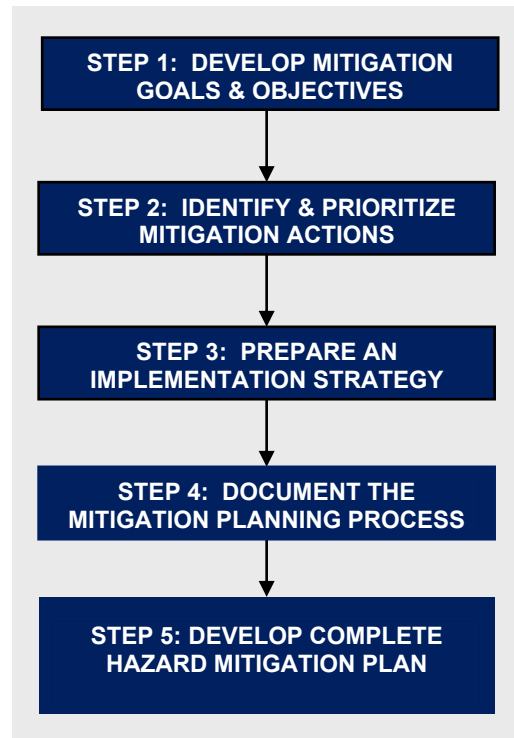 STEP 1:  DEVELOP MITIGATION
GOALS & OBJECTIVES
STEP 2:  IDENTIFY & PRIORITIZE
MITIGATION ACTIONS
STEP 3:  PREPARE AN
IMPLEMENTATION STRATEGY
STEP 4:  DOCUMENT THE
MITIGATION PLANNING PROCESS
STEP 5: DEVELOP COMPLETE
HAZARD MITIGATION PLAN